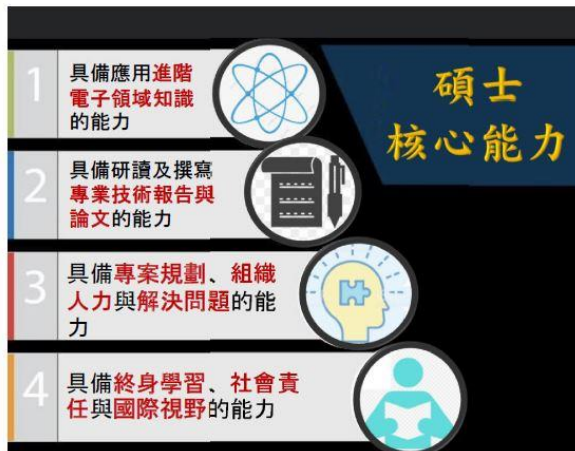 碩士
核心能力
1
具備應用進階
電子領域知識
的能力
2
具備研讀及撰寫
專業技術報告與
論文的能力
3
具備專案規劃、組織
人力與解決問題的能
力
4
具備終身學習、社會責
任與國際視野的能力